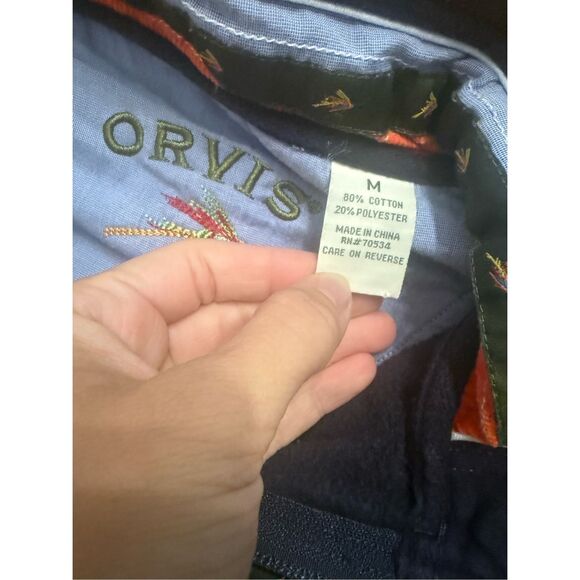 ORVIS®
M
80% COTTON
20% POLYESTER
MADE IN CHINA
RN#70534
CARE ON REVERSE